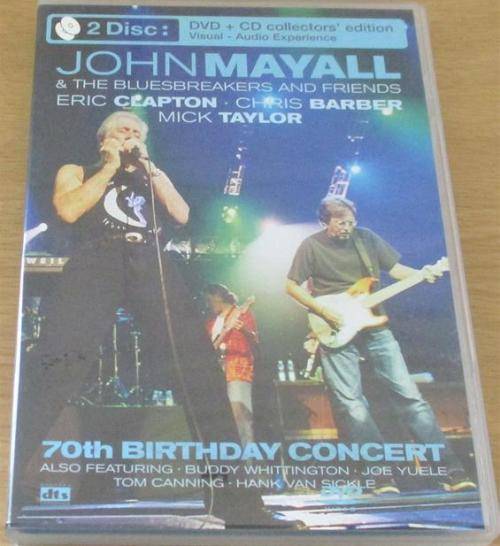 2 Disc: DVD + CD collectors' edition
Visual - Audio Experience
JOHN MAYALL
& THE BLUESBREAKERS AND FRIENDS
ERIC CLAPTON · CHRIS BARBER
MICK TAYLOR
70th BIRTHDAY CONCERT
ALSO FEATURING · BUDDY WHITTINGTON · JOE YUELE
TOM CANNING · HANK VAN SICKLE
dts
DVD